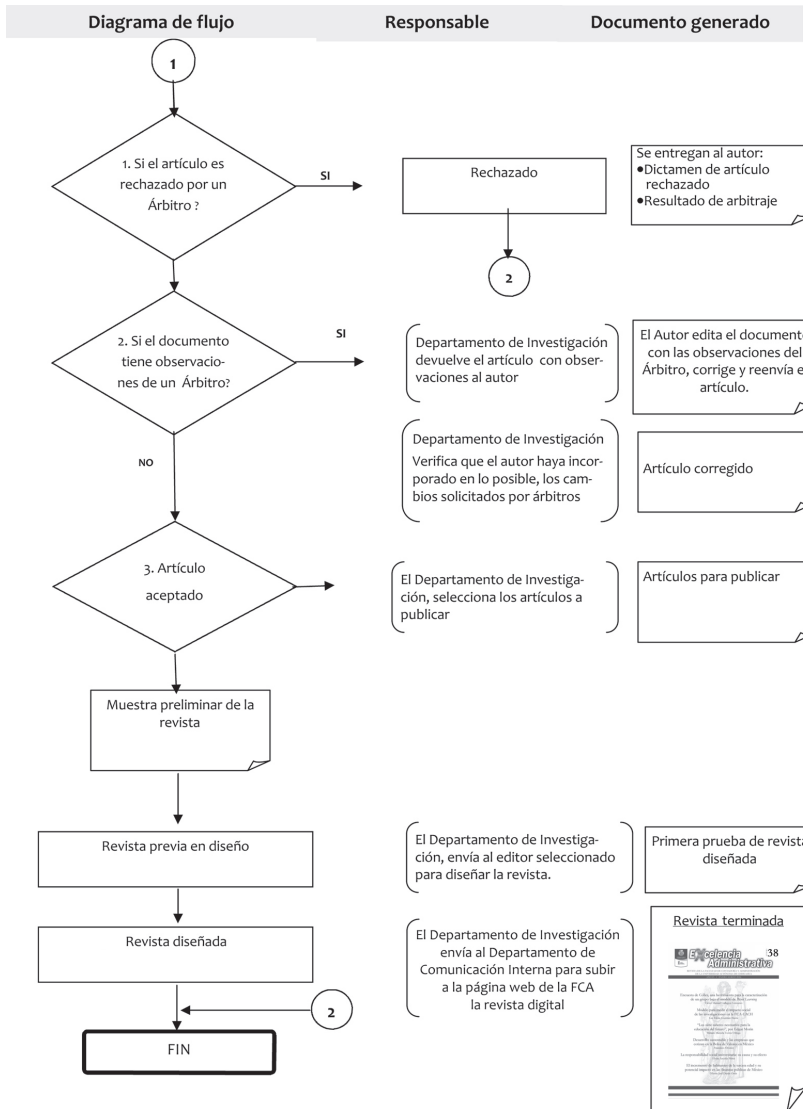 Diagrama de flujo
Responsable
Documento generado
1
1. Si el artículo es
rechazado por un
Árbitro ?
SI
Rechazado
Se entregan al autor:
•Dictamen de artículo
rechazado
•Resultado de arbitraje
2
2. Si el documento
tiene observacio-
nes de un Árbitro?
SI
Departamento de Investigación
devuelve el artículo con obser-
vaciones al autor
El Autor edita el documento
con las observaciones del
Árbitro, corrige y reenvía e
artículo.
NO
Departamento de Investigación
Verifica que el autor haya incor-
porado en lo posible, los cam-
bios solicitados por árbitros
Artículo corregido
3. Artículo
aceptado
El Departamento de Investiga-
ción, selecciona los artículos a
publicar
Artículos para publicar
Muestra preliminar de la
revista
Revista previa en diseño
El Departamento de Investiga-
ción, envía al editor seleccionado
para diseñar la revista.
Primera prueba de revista
diseñada
Revista diseñada
El Departamento de Investigación
envía al Departamento de
Comunicación Interna para subir
a la página web de la FCA
la revista digital
Revista terminada
Excelencia
38
Administrativa
2
FIN